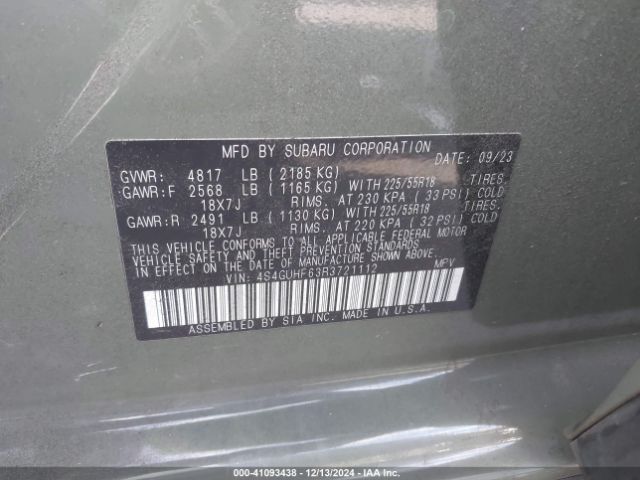 MFD BY SUBARU CORPORATION
DATE: 09/23
GVWR: 4817 LB (2185 KG)
GAWR:F 2568 LB (1165 KG) WITH 225/55R18 TIRES.
18X7J RIMS. AT 230 KPA ( 33 PSI) COLD
GAWR:R 2491 LB (1130 KG) WITH 225/55R18 TIRES.
18X7J RIMS. AT 220 KPA ( 32 PSI) COLD
THIS VEHICLE CONFORMS TO ALL APPLICABLE FEDERAL MOTOR
VEHICLE SAFETY AND THEFT PREVENTION STANDARDS
IN EFFECT ON THE DATE OF MANUFACTURE SHOWN ABOVE.
VIN: 4S4GUHF63R3721112 MPV
ASSEMBLED BY SIA INC. MADE IN U.S.A.
000-41093438 - 12/13/2024 - IAA Inc.